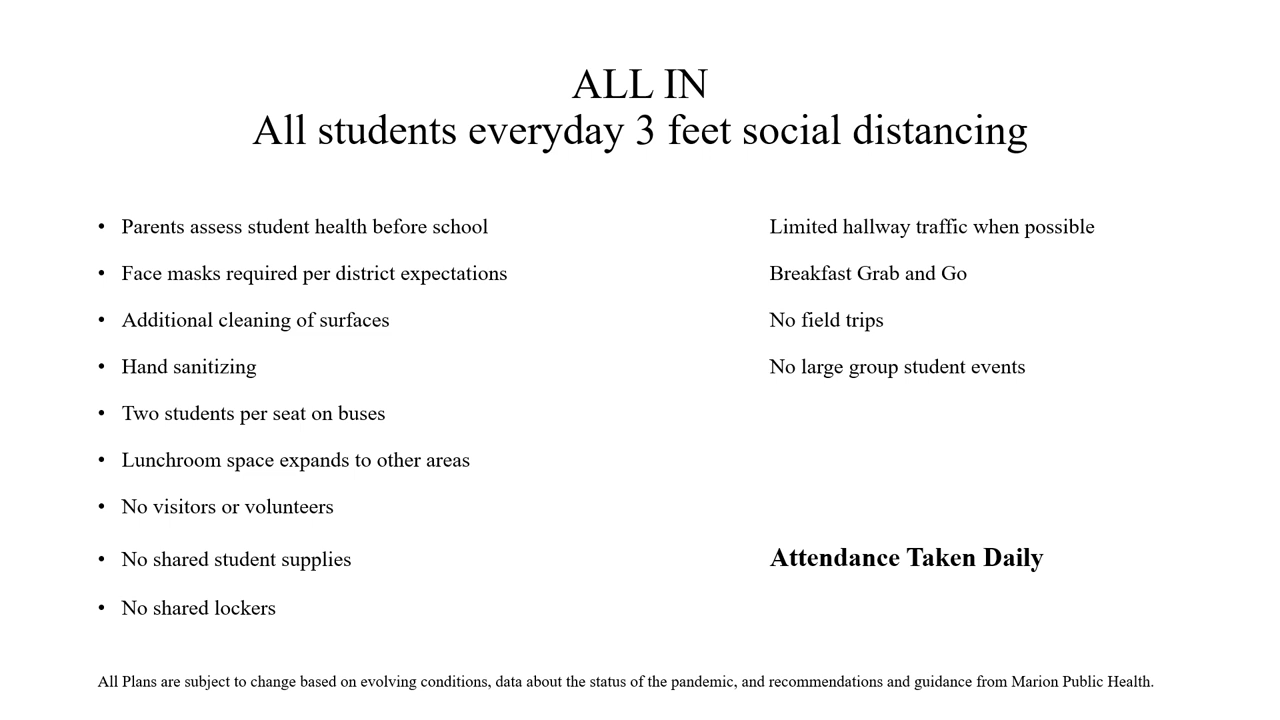 ALL IN
All students everyday 3 feet social distancing
• Parents assess student health before school
• Face masks required per district expectations
• Additional cleaning of surfaces
• Hand sanitizing
• Two students per seat on buses
• Lunchroom space expands to other areas
• No visitors or volunteers
• No shared student supplies
• No shared lockers
Limited hallway traffic when possible
Breakfast Grab and Go
No field trips
No large group student events
Attendance Taken Daily
All Plans are subject to change based on evolving conditions, data about the status of the pandemic, and recommendations and guidance from Marion Public Health.